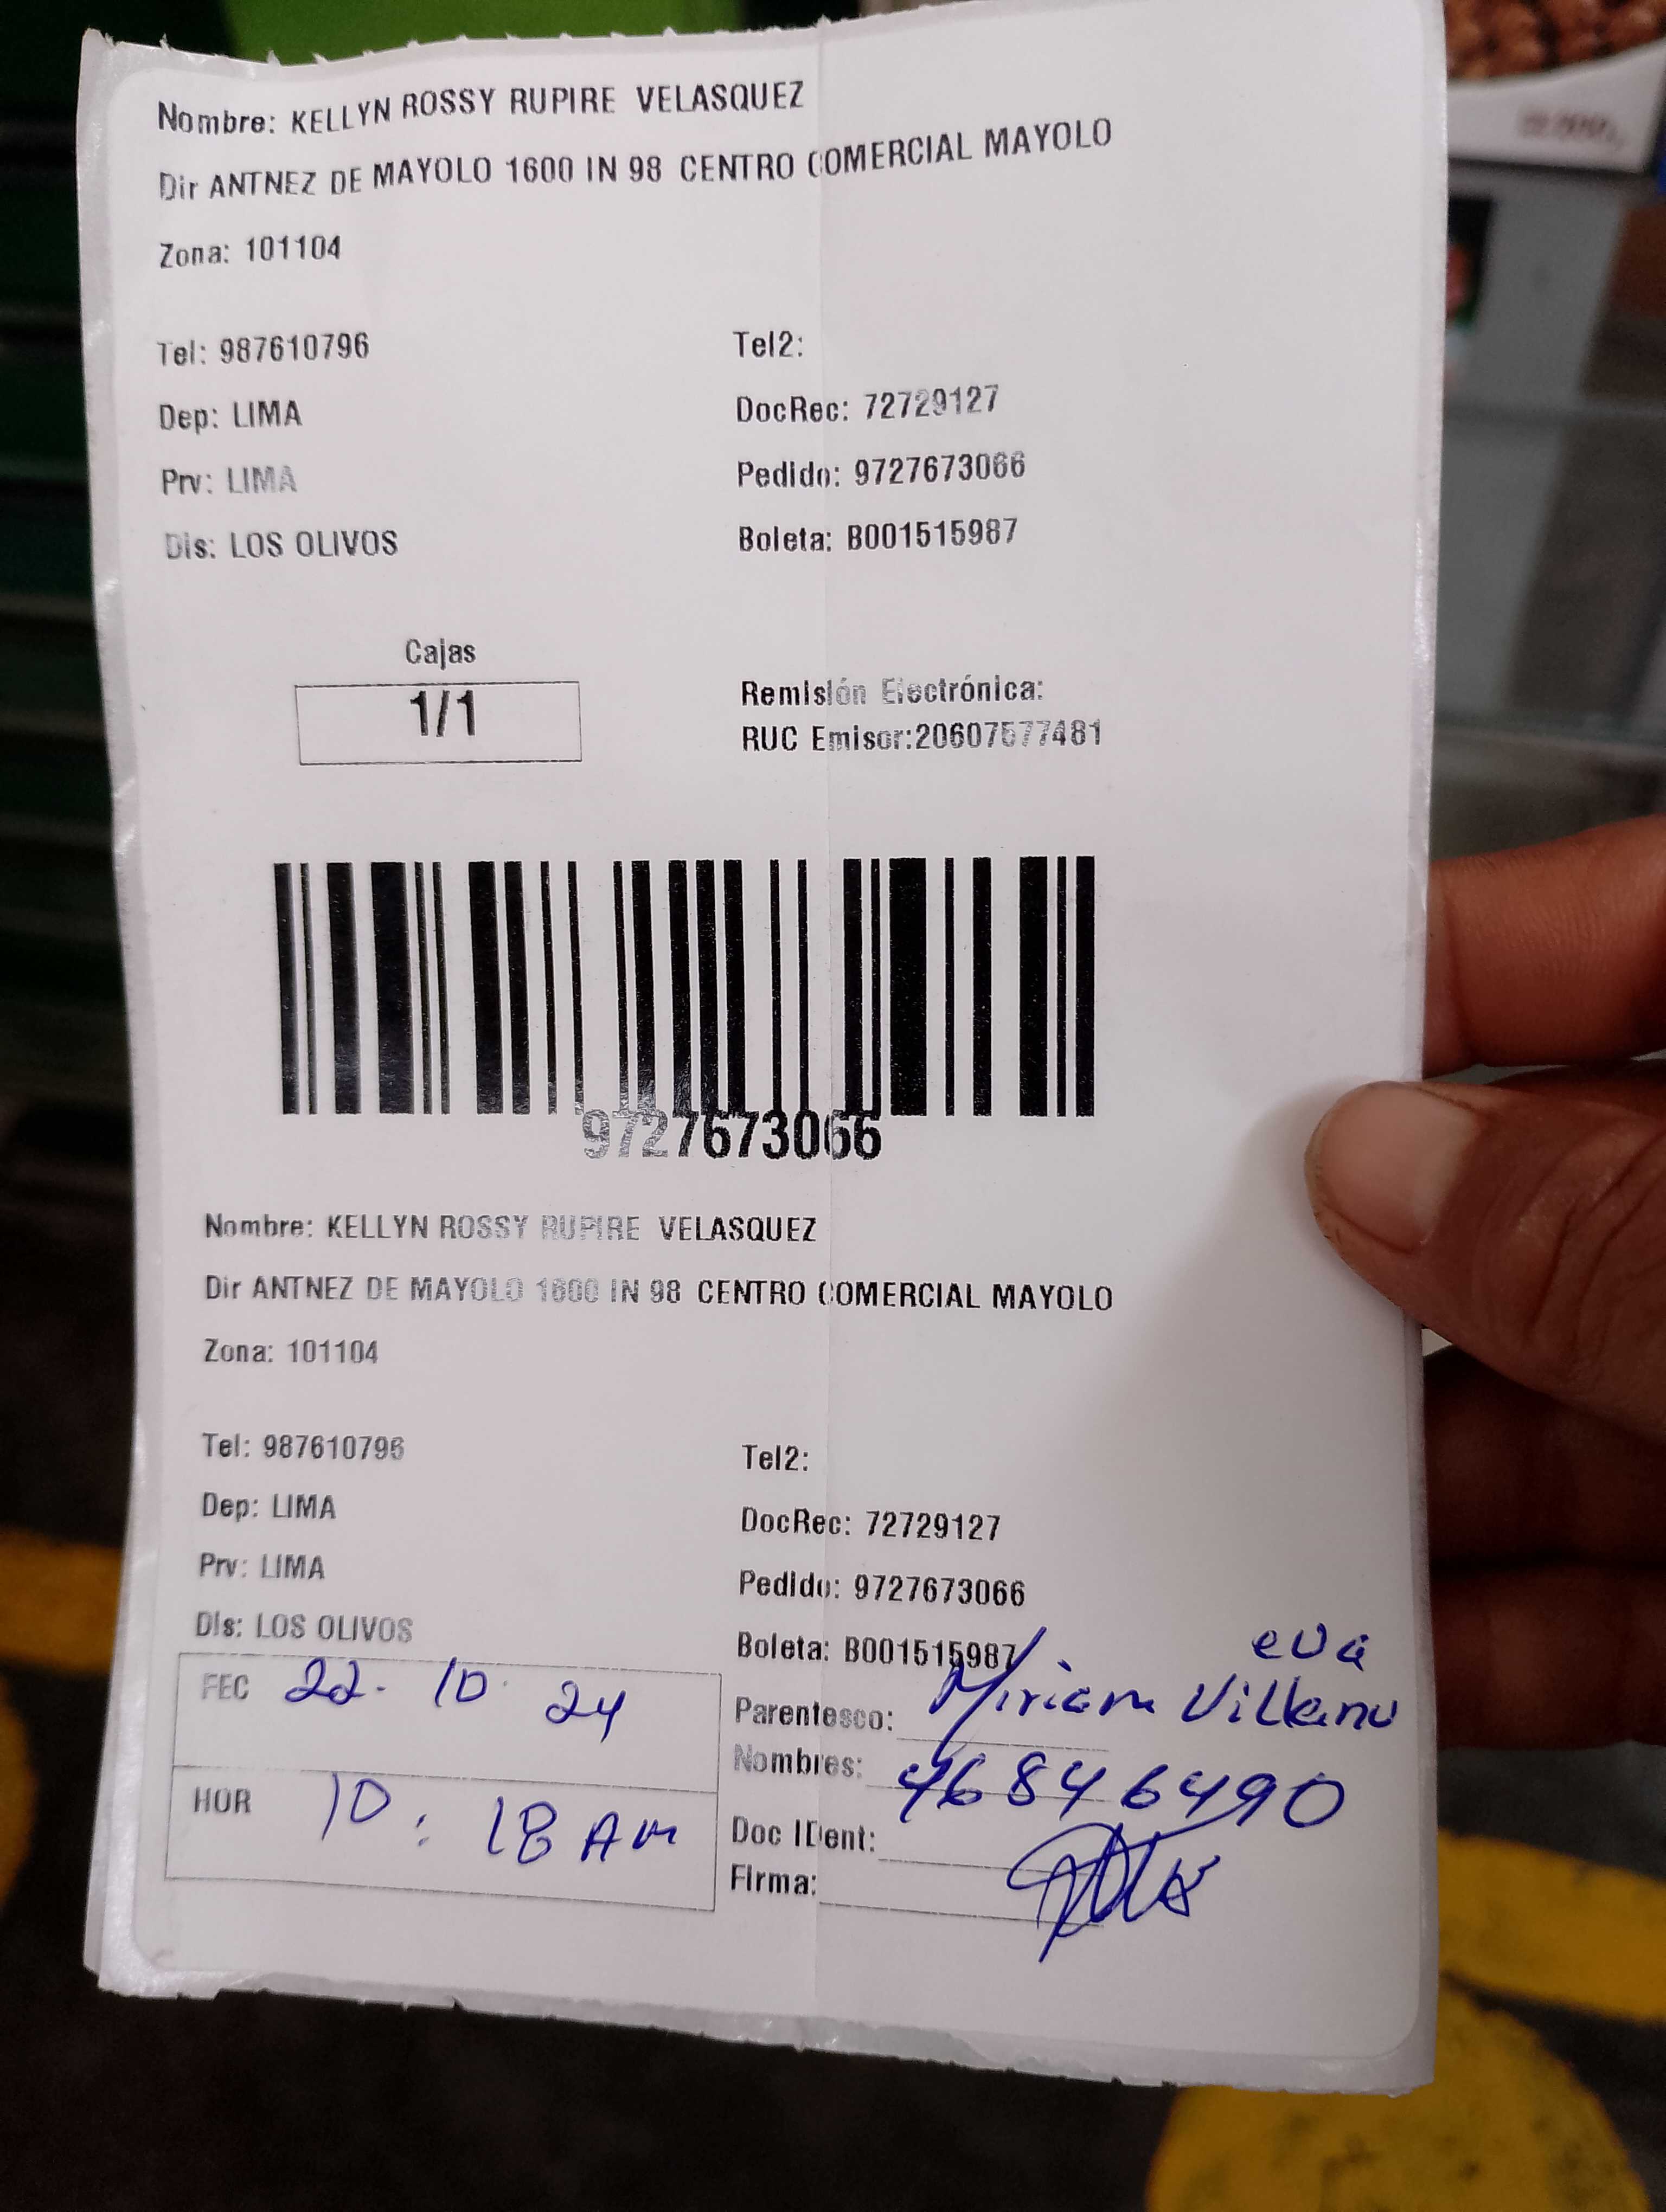 Nombre: KELLYN ROSSY RUPIRE VELASQUEZ
Dir ANTNEZ DE MAYOLO 1600 IN 98 CENTRO COMERCIAL MAYOLO
Zona: 101104
Tel: 987610796
Tel2:
Dep: LIMA
DocRec: 72729127
Prv: LIMA
Pedido: 9727673066
Dis: LOS OLIVOS
Boleta: B001515987
Cajas
1/1
Remisión Electrónica:
RUC Emisor:20607577481
9727673066
Nombre: KELLYN ROSSY RUPIRE VELASQUEZ
Dir ANTNEZ DE MAYOLO 1600 IN 98 CENTRO COMERCIAL MAYOLO
Zona: 101104
Tel: 987610796
Tel2:
Dep: LIMA
DocRec: 72729127
Prv: LIMA
Pedido: 9727673066
Dis: LOS OLIVOS
Boleta: B001515987
FEC 22. 10. 24
HOR 10: 18 AM
eva
Parentesco: Miriam Villanu
Nombres: 46846490
Doc IDent:
Firma: